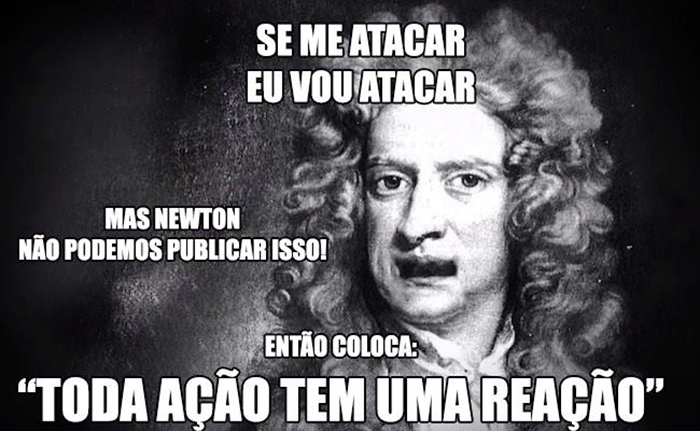 SE ME ATACAR
EU VOU ATACAR
MAS NEWTON
NÃO PODEMOS PUBLICAR ISSO!
ENTÃO COLOCA:
“TODA AÇÃO TEM UMA REAÇÃO”